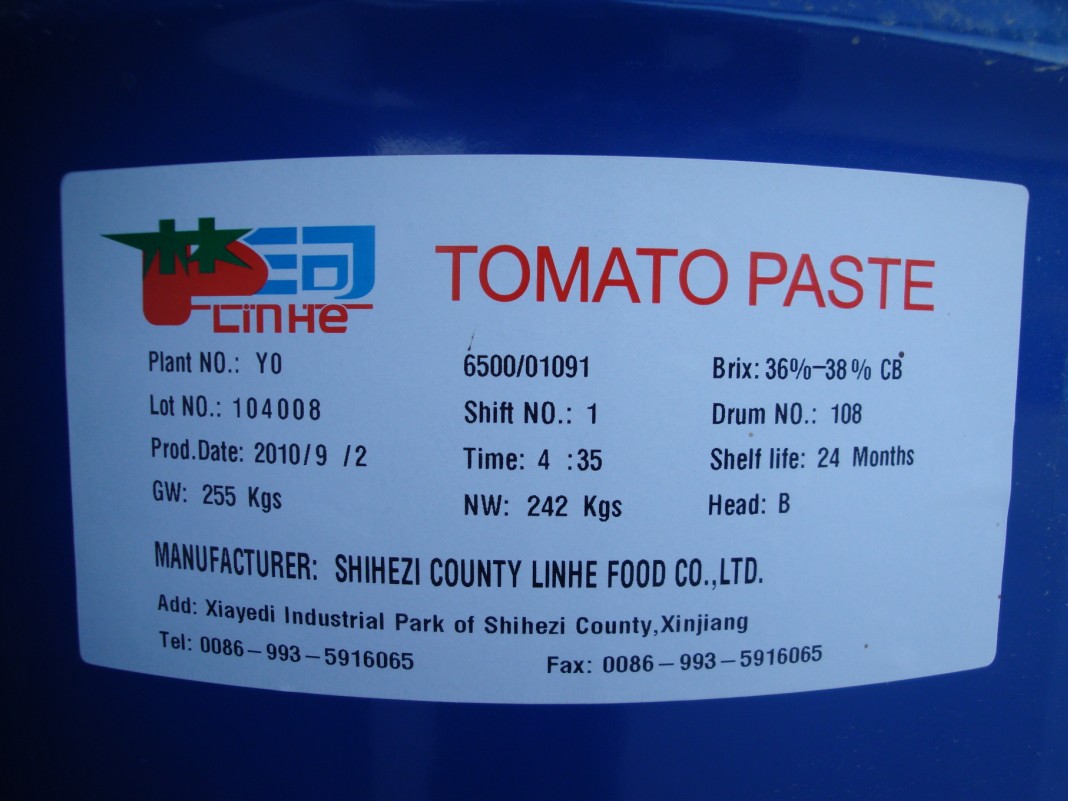 LinHe
TOMATO PASTE
Plant NO.: Y0 6500/01091 Brix: 36%-38% CB
Lot NO.: 104008 Shift NO.: 1 Drum NO.: 108
Prod.Date: 2010/9 /2 Time: 4 :35 Shelf life: 24 Months
GW: 255 Kgs NW: 242 Kgs Head: B
MANUFACTURER: SHIHEZI COUNTY LINHE FOOD CO.,LTD.
Add: Xiayedi Industrial Park of Shihezi County,Xinjiang
Tel: 0086-993-5916065 Fax: 0086-993-5916065